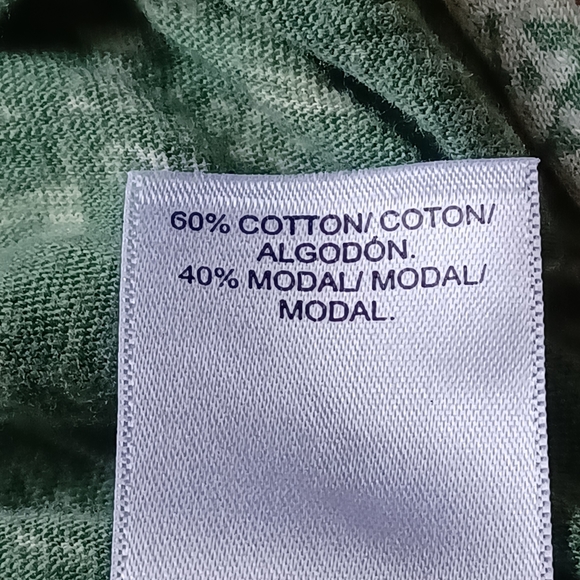 60% COTTON/ COTON/
ALGODÓN.
40% MODAL/ MODAL/
MODAL.